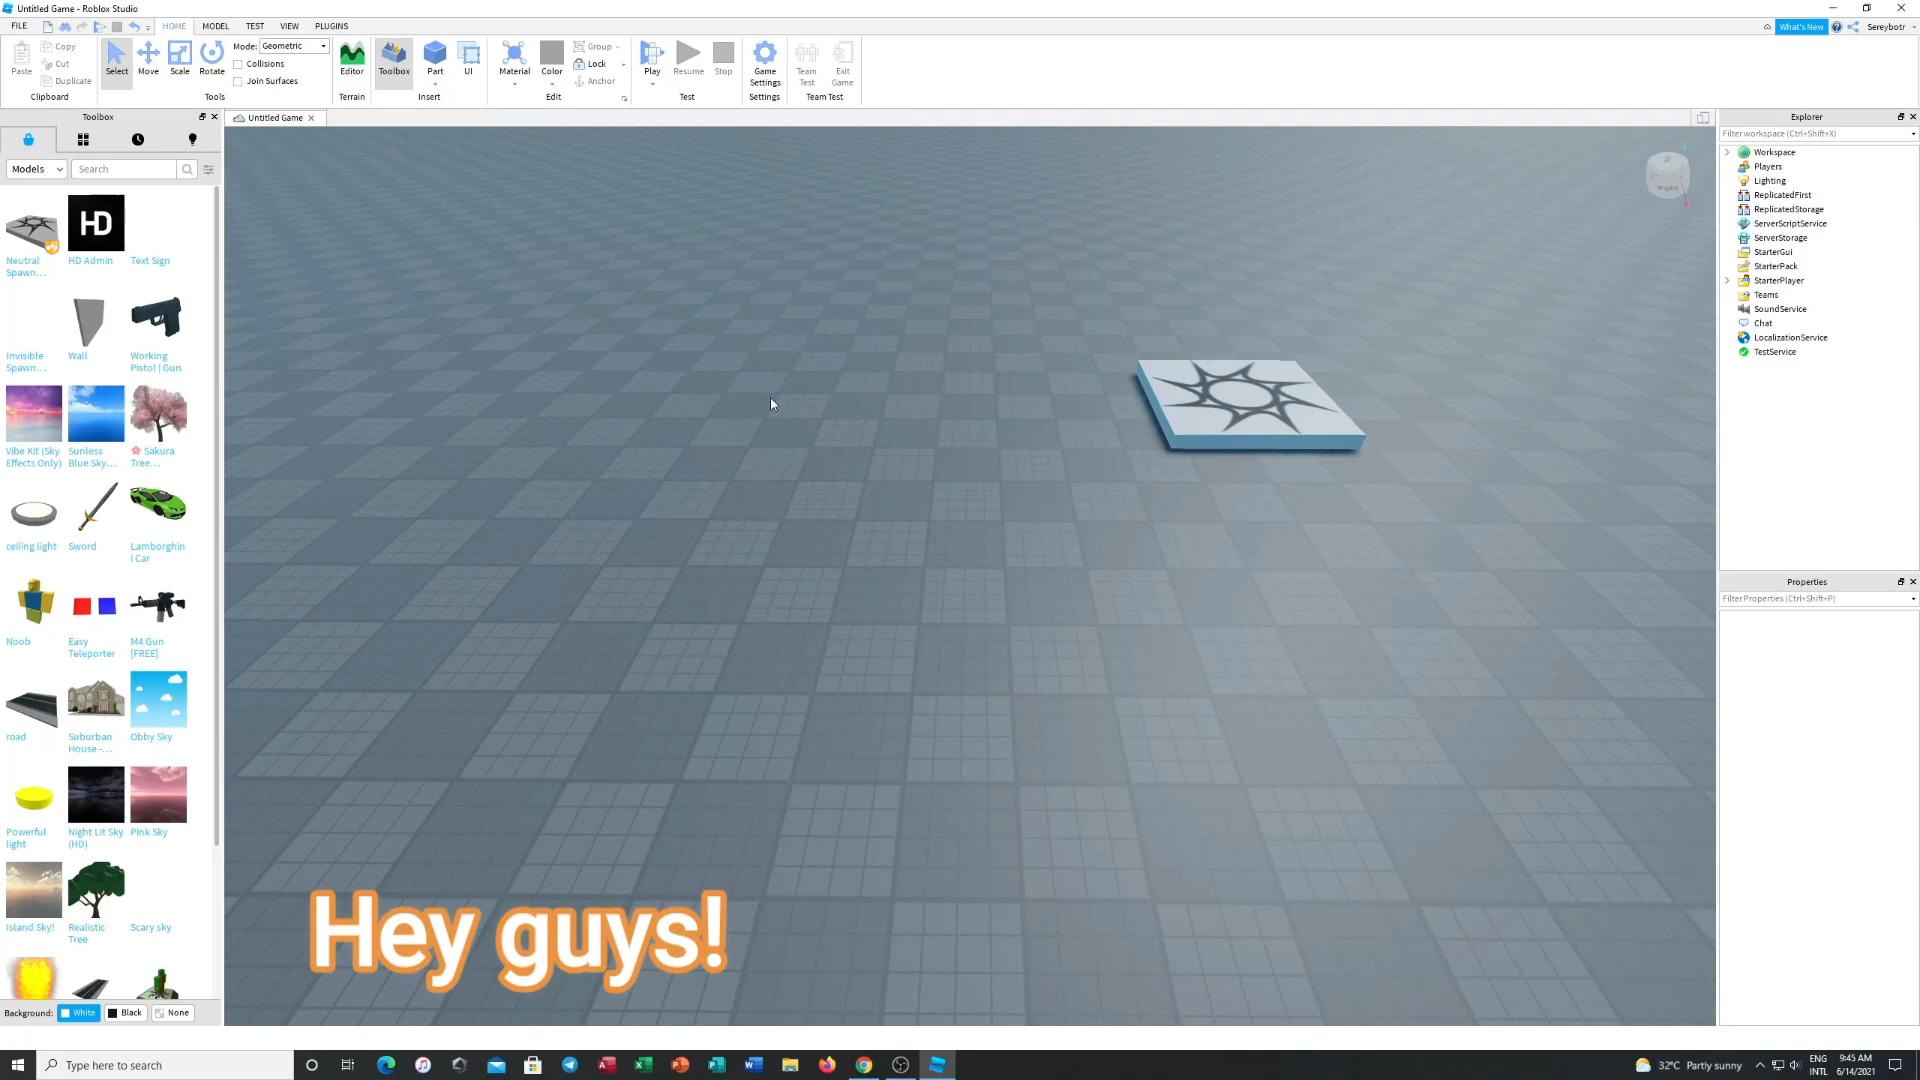 Untitled Game - Roblox Studio
FILE
HOME MODEL TEST VIEW PLUGINS
What's New Sereybotr
Paste Copy Cut Duplicate
Clipboard
Select Move Scale Rotate
Mode: Geometric
Collisions
Join Surfaces
Tools
Editor
Terrain
Toolbox Part UI
Insert
Material Color
Group
Lock
Anchor
Edit
Play Resume Stop
Test
Game Settings
Settings
Team Test
Exit Game
Team Test
Toolbox
Models Search
Neutral Spawn...
HD
HD Admin
Text Sign
Invisible Spawn...
Wall
Working Pistol | Gun
Vibe Kit (Sky Effects Only)
Sunless Blue Sky...
Sakura Tree...
ceiling light
Sword
Lamborghini Car
Noob
Easy Teleporter
M4 Gun [FREE]
road
Suburban House -...
Obby Sky
Powerful light
Night Lit Sky (HD)
Pink Sky
Island Sky!
Realistic Tree
Scary sky
Background: White Black None
Untitled Game
Hey guys!
Explorer
Filter workspace (Ctrl+Shift+X)
Workspace
Players
Lighting
ReplicatedFirst
ReplicatedStorage
ServerScriptService
ServerStorage
StarterGui
StarterPack
StarterPlayer
Teams
SoundService
Chat
LocalizationService
TestService
Properties
Filter Properties (Ctrl+Shift+P)
Type here to search
32°C Partly sunny
ENG
INTL
9:45 AM
6/14/2021